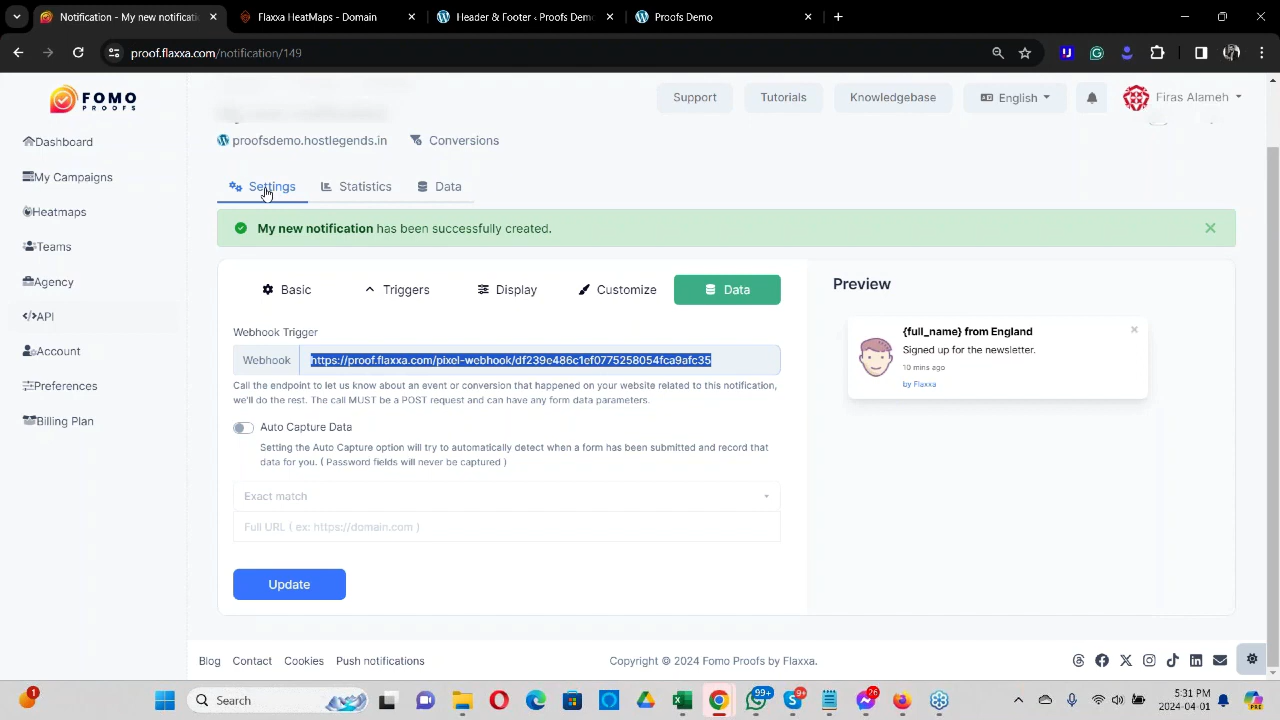 Notification - My new notificati
Flaxxa HeatMaps - Domain
Header & Footer ‹ Proofs Demo
Proofs Demo
proof.flaxxa.com/notification/149
FOMO
PROOFS
Support
Tutorials
Knowledgebase
English
Firas Alameh
Dashboard
My Campaigns
Heatmaps
Teams
Agency
API
Account
Preferences
Billing Plan
proofsdemo.hostlegends.in
Conversions
Settings
Statistics
Data
My new notification has been successfully created.
Basic
Triggers
Display
Customize
Data
Webhook Trigger
Webhook
https://proof.flaxxa.com/pixel-webhook/df239e486c1ef0775258054fca9afc35
Call the endpoint to let us know about an event or conversion that happened on your website related to this notification,
we'll do the rest. The call MUST be a POST request and can have any form data parameters.
Auto Capture Data
Setting the Auto Capture option will try to automatically detect when a form has been submitted and record that
data for you. ( Password fields will never be captured )
Exact match
Full URL ( ex: https://domain.com )
Update
Preview
{full_name} from England
Signed up for the newsletter.
10 mins ago
by Flaxxa
Blog
Contact
Cookies
Push notifications
Copyright © 2024 Fomo Proofs by Flaxxa.
1
Search
99+
9+
26
5:31 PM
2024-04-01